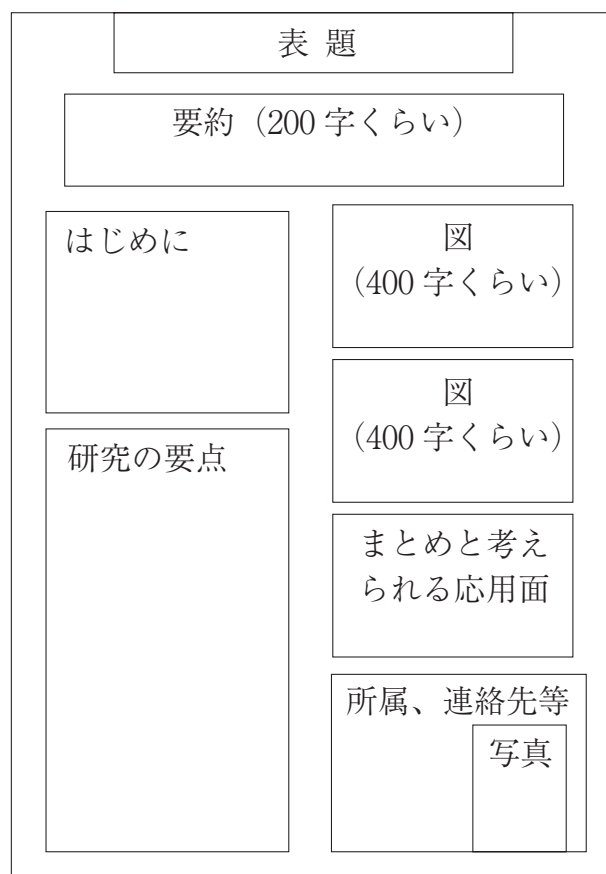 表 題
要約（200 字くらい）
はじめに
研究の要点
図
（400 字くらい）
図
（400 字くらい）
まとめと考え
られる応用面
所属、連絡先等
写真